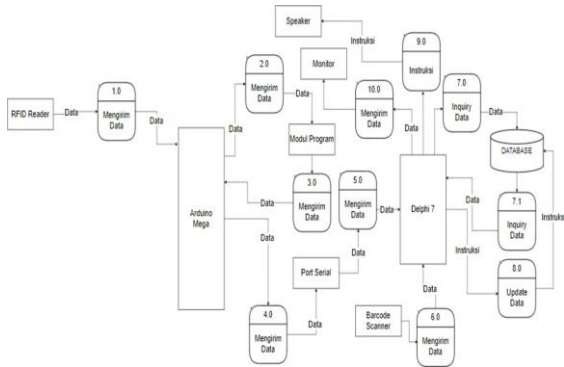 Speaker
Instruksi
9.0
Instruksi
2.0
Mengirim
Data
Data
Monitor
Data
10.0
Mengirim
Data
Data
7.0
Inquiry
Data
Data
1.0
Mengirim
Data
RFID Reader
Data
Data
Data
Modul Program
DATABASE
Arduino
Mega
Data
3.0
Mengirim
Data
5.0
Mengirim
Data
Data
Delphi 7
Data
7.1
Inquiry
Data
Instruks
Data
Instruksi
Port Serial
Data
8.0
Update
Data
4.0
Mengirim
Data
Data
Barcode
Scanner
Data
6.0
Mengirim
Data